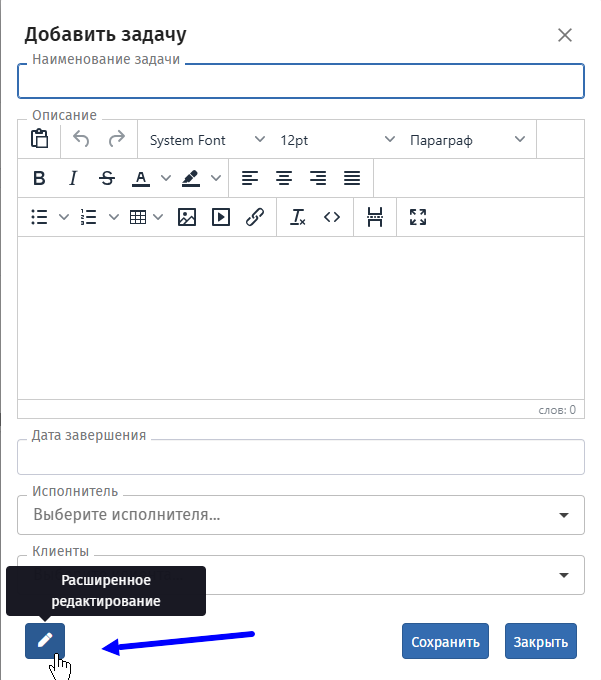 Добавить задачу
Наименование задачи
Описание
System Font 12pt Параграф
B I S A
слов: 0
Дата завершения
Исполнитель
Выберите исполнителя...
Клиенты
Расширенное
редактирование
Сохранить Закрыть